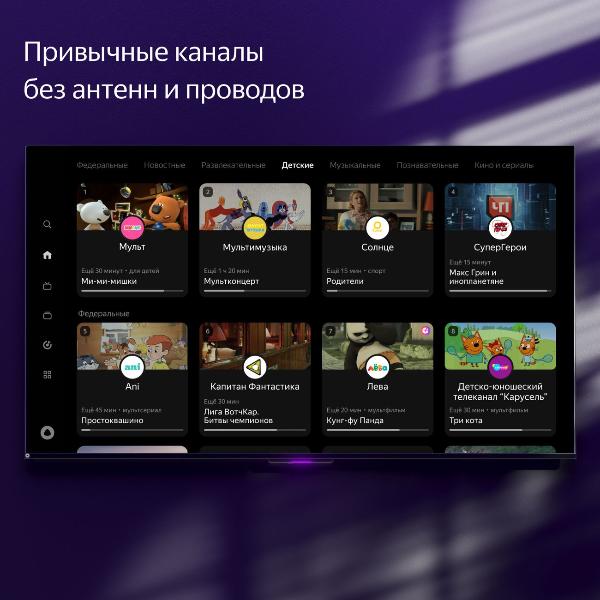 Привычные каналы
без антенн и проводов
Федеральные Новостные Развлекательные Детские Музыкальные Познавательные Кино и сериалы
1 2 3 4
Мульт Мультимузыка Солнце СуперГерои
Ещё 30 минут • для детей Ещё 1 ч 20 мин Ещё 15 мин • спорт Ещё 15 минут
Ми-ми-мишки Мультконцерт Родители Макс Грин и
инопланетяне
Федеральные
5 6 7 8
ani
Ani Капитан Фантастика Лева Детско-юношеский
телеканал "Карусель"
Ещё 45 мин • мультсериал Ещё 30 мин Ещё 20 мин • мультфильм Ещё 30 мин • мультфильм
Простоквашино Лига ВотчКар.
Битвы чемпионов Кунг-фу Панда Три кота